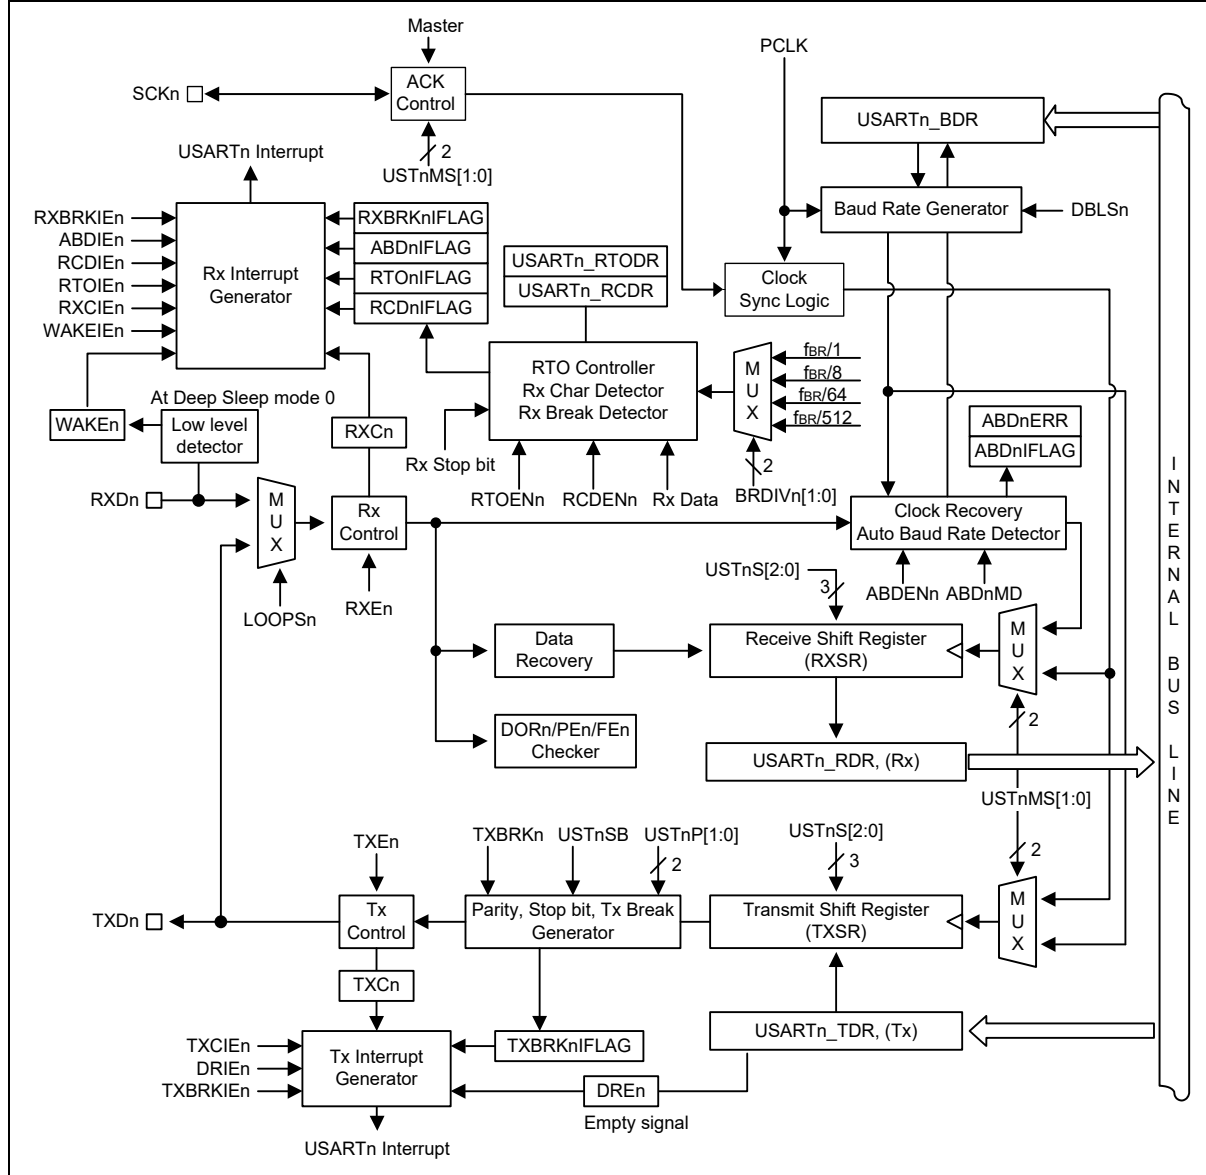 Master
PCLK
SCKn
ACK
Control
2
USTnMS[1:0]
USARTn_BDR
USARTn Interrupt
Baud Rate Generator
DBLSn
RXBRKIEn
ABDIEn
RCDIEn
RTOIEn
RXCIEn
WAKEIEn
Rx Interrupt
Generator
RXBRKnIFLAG
ABDnIFLAG
RTOnIFLAG
RCDnIFLAG
USARTn_RTODR
USARTn_RCDR
Clock
Sync Logic
RTO Controller
Rx Char Detector
Rx Break Detector
MUX
fBR/1
fBR/8
fBR/64
fBR/512
2
BRDIVn[1:0]
At Deep Sleep mode 0
WAKEn
Low level
detector
RXCn
Rx Stop bit
RTOENn
RCDENn
Rx Data
ABDnERR
ABDnIFLAG
RXDn
MUX
LOOPSn
Rx
Control
RXEn
Clock Recovery
Auto Baud Rate Detector
ABDENn
ABDnMD
USTnS[2:0]
3
Data
Recovery
Receive Shift Register
(RXSR)
MUX
2
DORn/PEn/FEn
Checker
USARTn_RDR, (Rx)
USTnMS[1:0]
INTERNAL BUS LINE
TXEn
TXBRKn
USTnSB
USTnP[1:0]
2
USTnS[2:0]
3
2
TXDn
Tx
Control
Parity, Stop bit, Tx Break
Generator
Transmit Shift Register
(TXSR)
MUX
TXCn
TXCIEn
DRIEn
TXBRKIEn
Tx Interrupt
Generator
TXBRKnIFLAG
USARTn_TDR, (Tx)
DREn
Empty signal
USARTn Interrupt